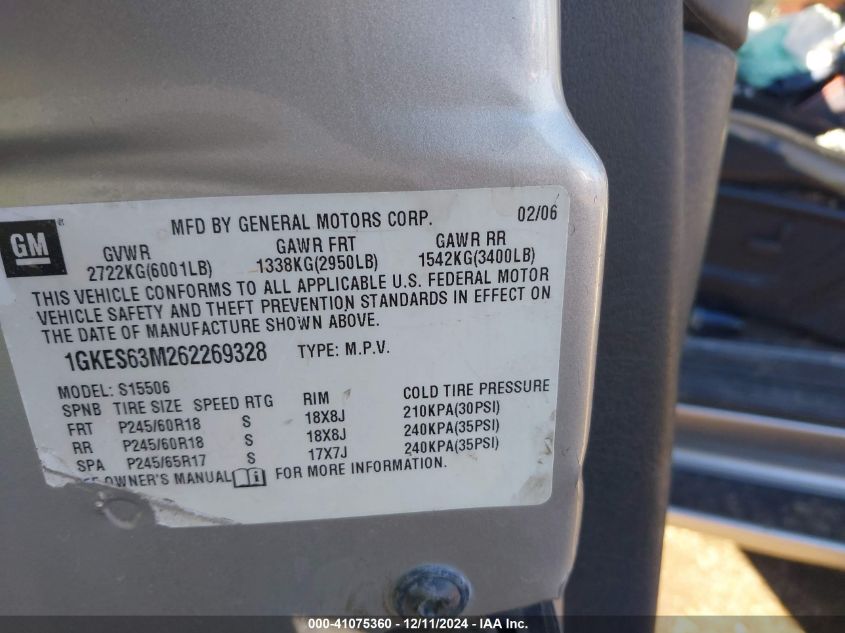 GM ®
MFD BY GENERAL MOTORS CORP. 02/06
GVWR GAWR FRT GAWR RR
2722KG(6001LB) 1338KG(2950LB) 1542KG(3400LB)
THIS VEHICLE CONFORMS TO ALL APPLICABLE U.S. FEDERAL MOTOR
VEHICLE SAFETY AND THEFT PREVENTION STANDARDS IN EFFECT ON
THE DATE OF MANUFACTURE SHOWN ABOVE.
1GKES63M262269328 TYPE: M.P.V.
MODEL: S15506
SPNB TIRE SIZE SPEED RTG RIM COLD TIRE PRESSURE
FRT P245/60R18 S 18X8J 210KPA(30PSI)
RR P245/60R18 S 18X8J 240KPA(35PSI)
SPA P245/65R17 S 17X7J 240KPA(35PSI)
OWNER'S MANUAL FOR MORE INFORMATION.
000-41075360 - 12/11/2024 - IAA Inc.